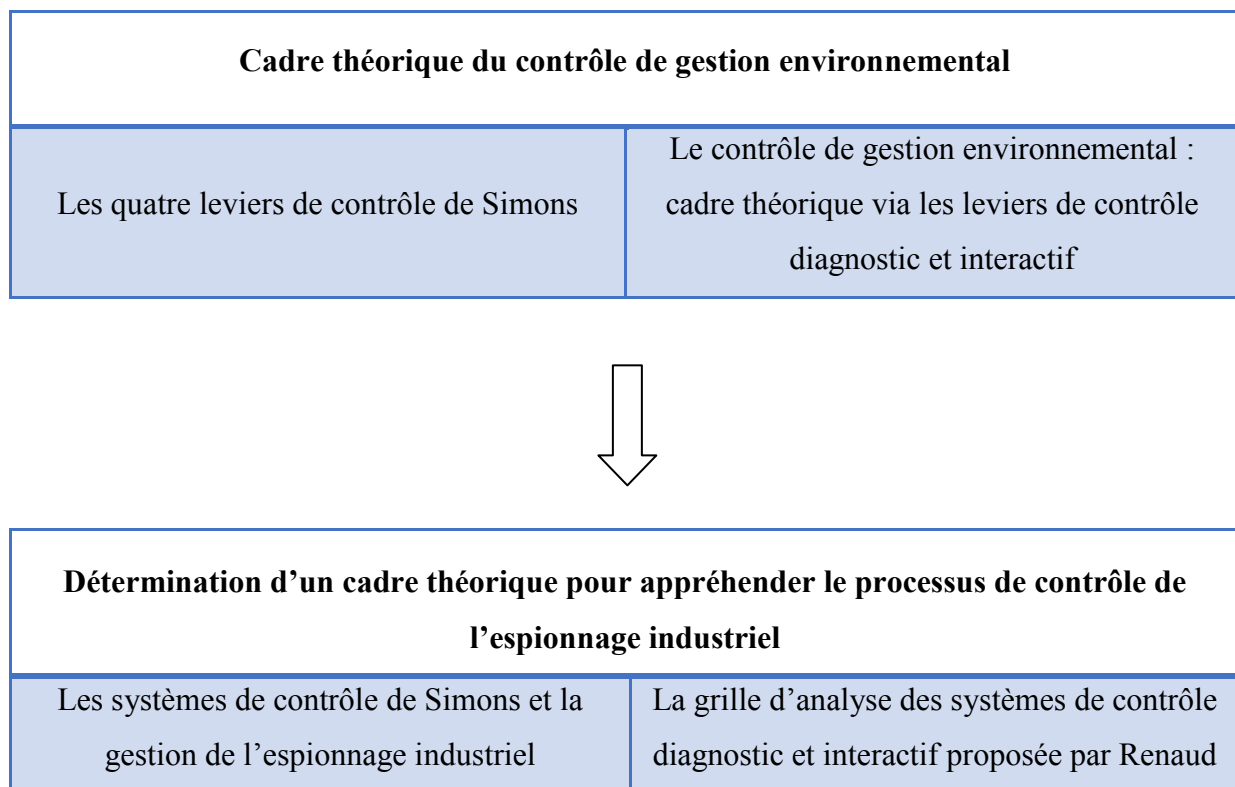 Cadre théorique du contrôle de gestion environnemental
Les quatre leviers de contrôle de Simons
Le contrôle de gestion environnemental :
cadre théorique via les leviers de contrôle
diagnostic et interactif
Détermination d’un cadre théorique pour appréhender le processus de contrôle de
l’espionnage industriel
Les systèmes de contrôle de Simons et la
gestion de l’espionnage industriel
La grille d’analyse des systèmes de contrôle
diagnostic et interactif proposée par Renaud